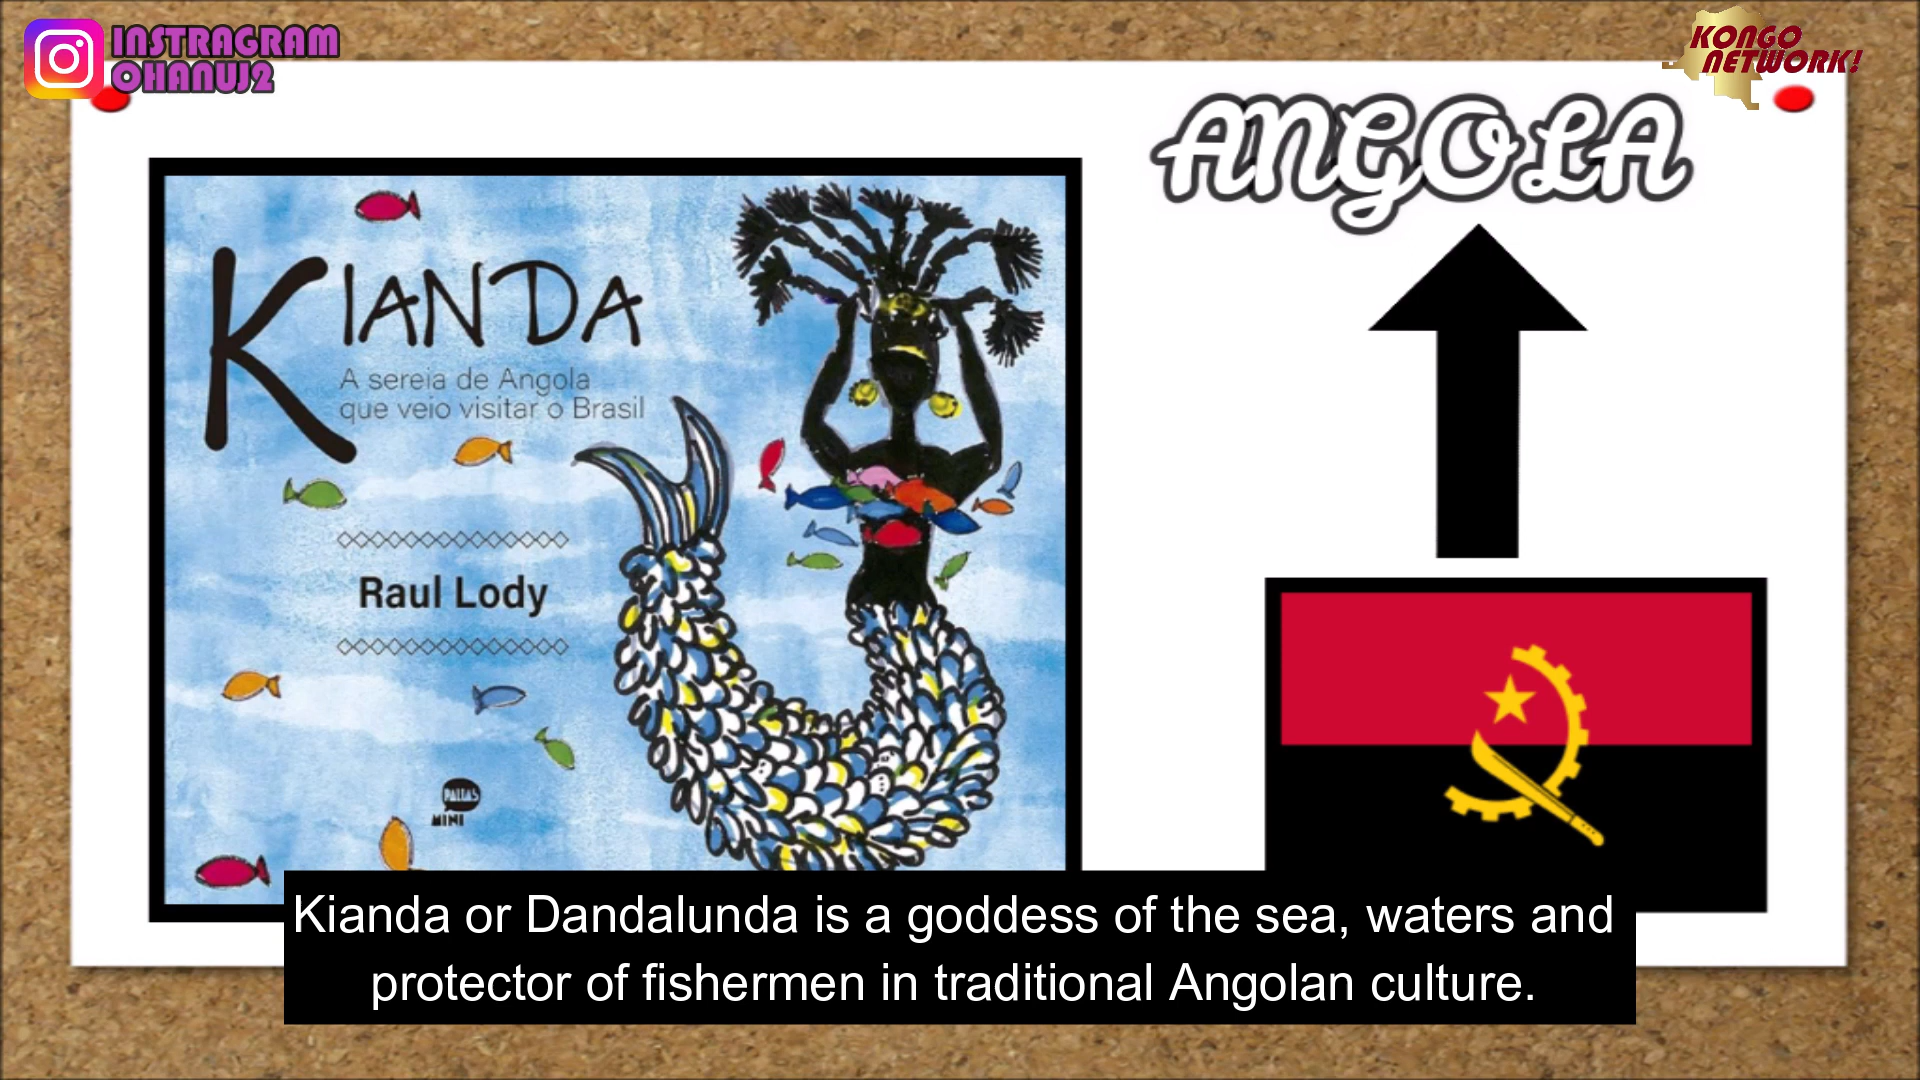 INSTRAGRAM
OHANUJ2
KONGO
NETWORK!
ANGOLA
KIANDA
A sereia de Angola
que veio visitar o Brasil
Raul Lody
PALLAS
MINI
Kianda or Dandalunda is a goddess of the sea, waters and
protector of fishermen in traditional Angolan culture.